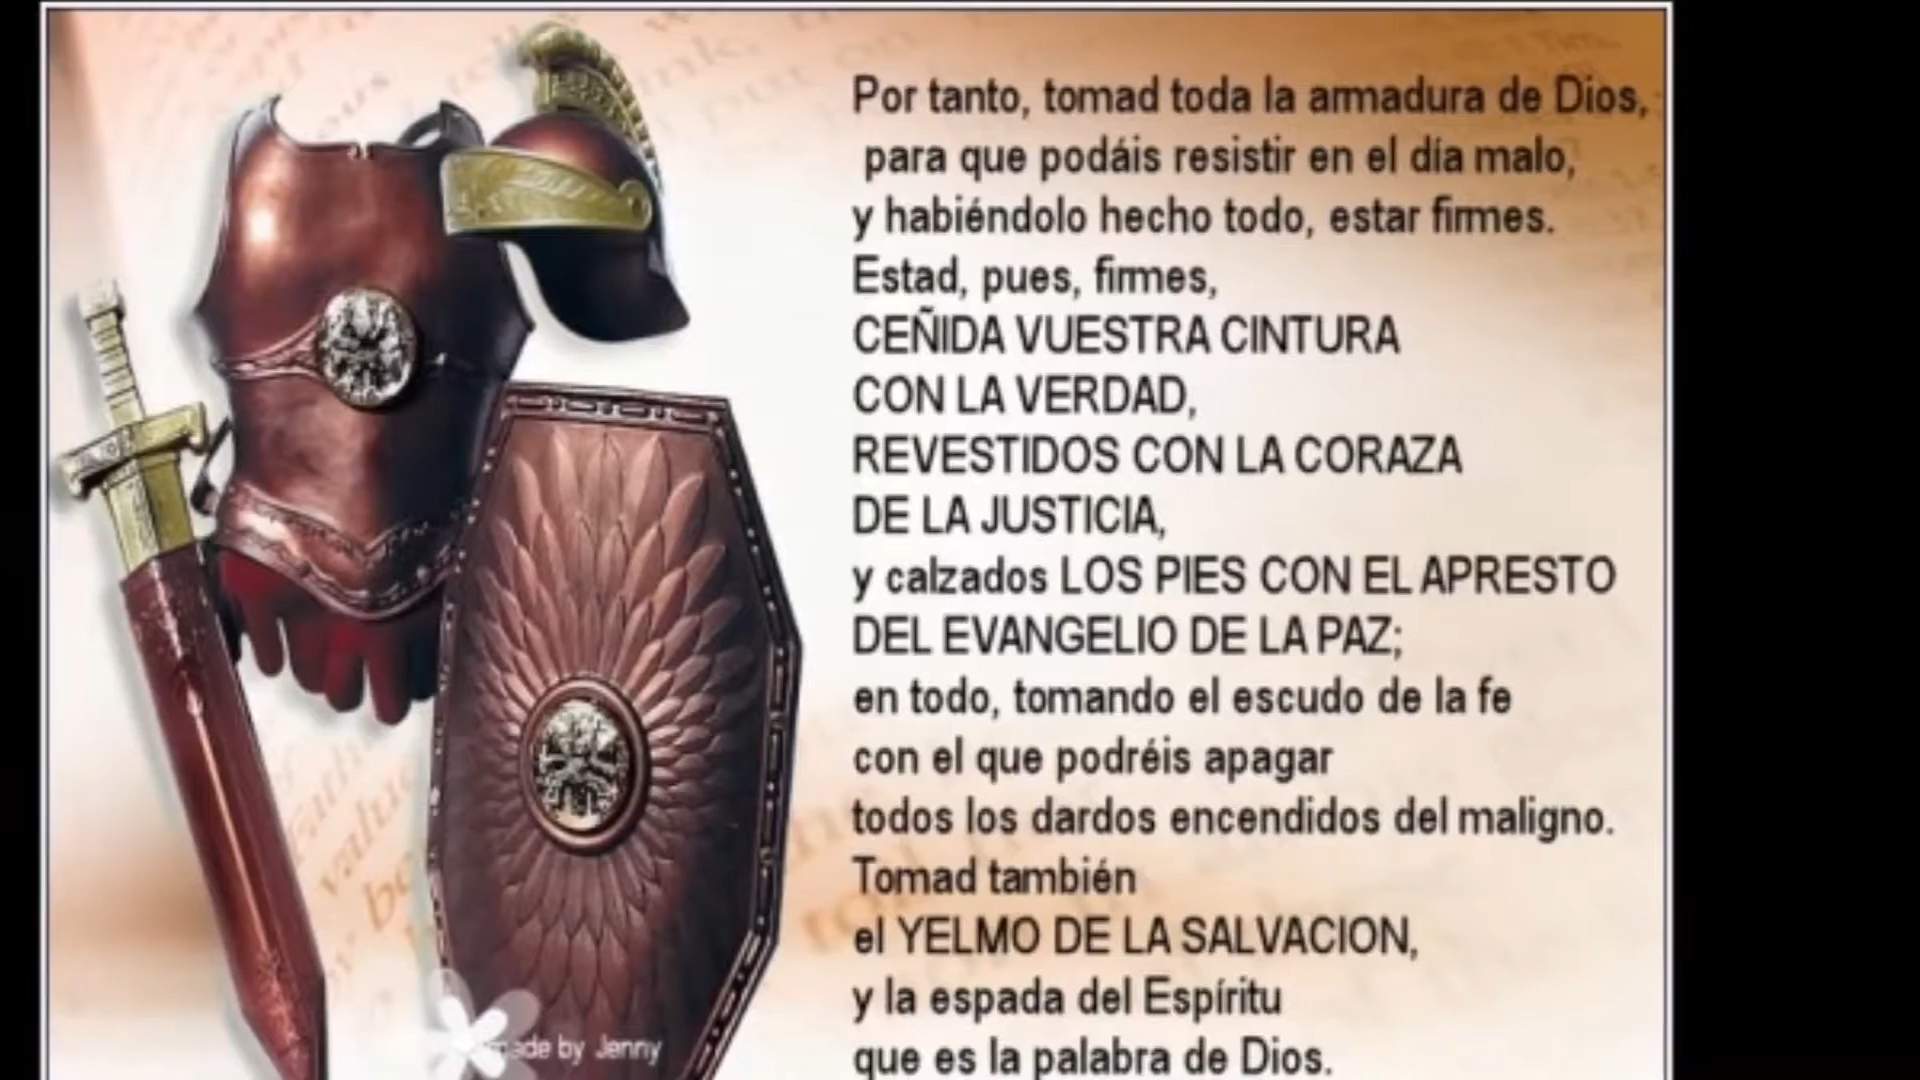 Por tanto, tomad toda la armadura de Dios,
para que podáis resistir en el día malo,
y habiéndolo hecho todo, estar firmes.
Estad, pues, firmes,
CEÑIDA VUESTRA CINTURA
CON LA VERDAD,
REVESTIDOS CON LA CORAZA
DE LA JUSTICIA,
y calzados LOS PIES CON EL APRESTO
DEL EVANGELIO DE LA PAZ;
en todo, tomando el escudo de la fe
con el que podréis apagar
todos los dardos encendidos del maligno.
Tomad también
el YELMO DE LA SALVACION,
y la espada del Espíritu
que es la palabra de Dios.
made by Jenny